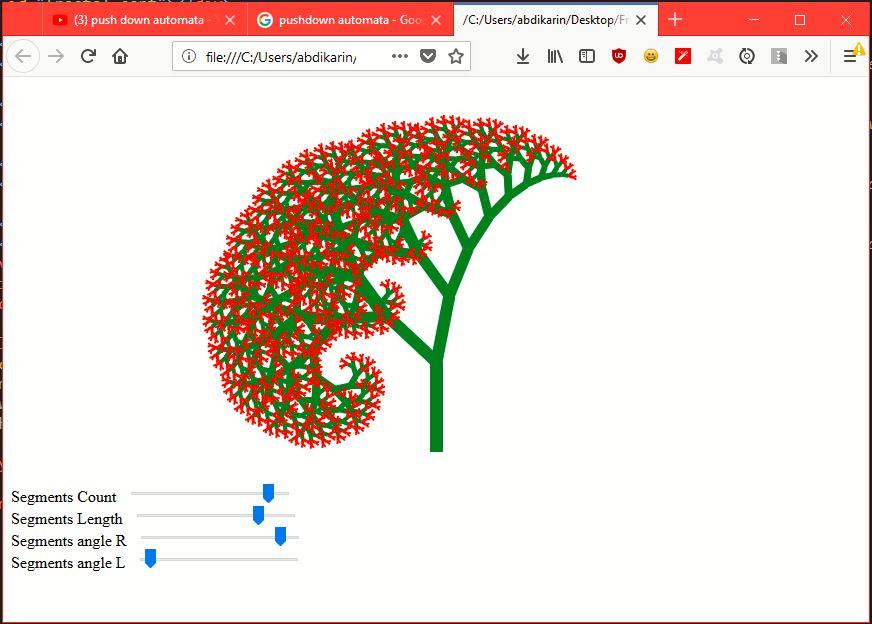 (3) push down automata -
pushdown automata - Goo
/C:/Users/abdikarin/Desktop/Fr
file:///C:/Users/abdikarin/
Segments Count
Segments Length
Segments angle R
Segments angle L